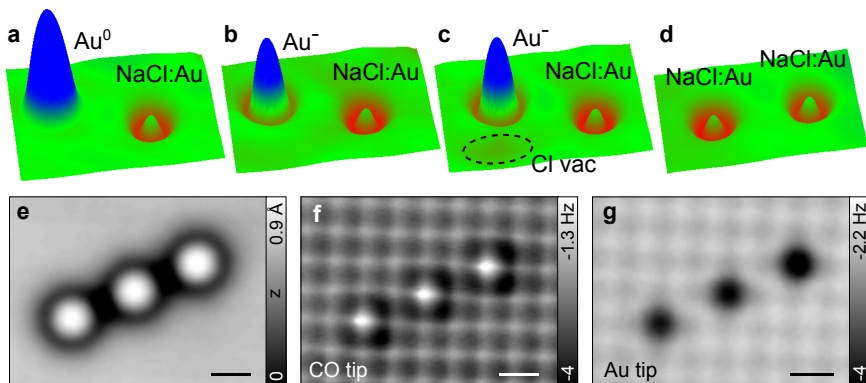 a
Au⁰
NaCl:Au
b
Au⁻
NaCl:Au
c
Au⁻
NaCl:Au
Cl vac
d
NaCl:Au
NaCl:Au
e
0.9 Å
z
0
f
CO tip
-1.3 Hz
-4
g
Au tip
-2.2 Hz
-4